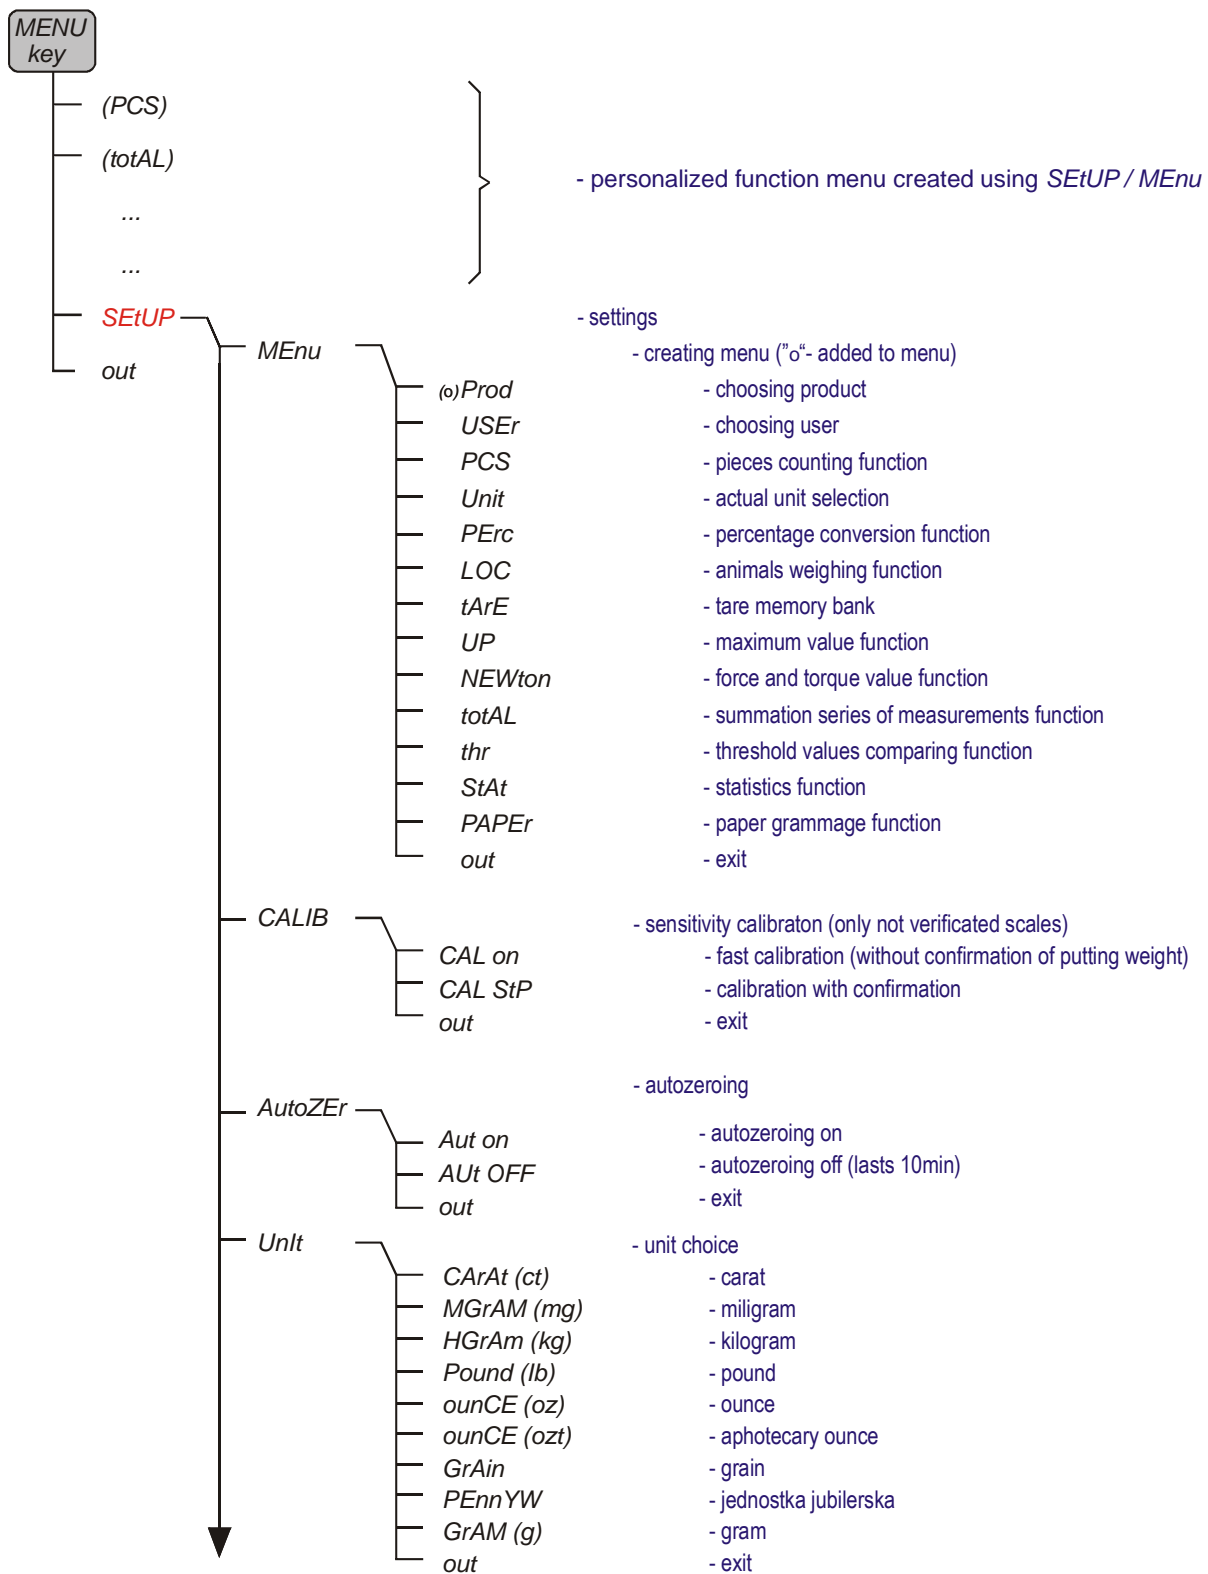 MENU
key
(PCS)
(totAL)
...
...
- personalized function menu created using SEtUP / MEnu
SEtUP - settings
out
MEnu - creating menu ("o"- added to menu)
(o)Prod - choosing product
USEr - choosing user
PCS - pieces counting function
Unit - actual unit selection
PErc - percentage conversion function
LOC - animals weighing function
tArE - tare memory bank
UP - maximum value function
NEWton - force and torque value function
totAL - summation series of measurements function
thr - threshold values comparing function
StAt - statistics function
PAPEr - paper grammage function
out - exit
CALIB - sensitivity calibraton (only not verificated scales)
CAL on - fast calibration (without confirmation of putting weight)
CAL StP - calibration with confirmation
out - exit
AutoZEr - autozeroing
Aut on - autozeroing on
AUt OFF - autozeroing off (lasts 10min)
out - exit
UnIt - unit choice
CArAt (ct) - carat
MGrAM (mg) - miligram
HGrAm (kg) - kilogram
Pound (lb) - pound
ounCE (oz) - ounce
ounCE (ozt) - aphotecary ounce
GrAin - grain
PEnnYW - jednostka jubilerska
GrAM (g) - gram
out - exit